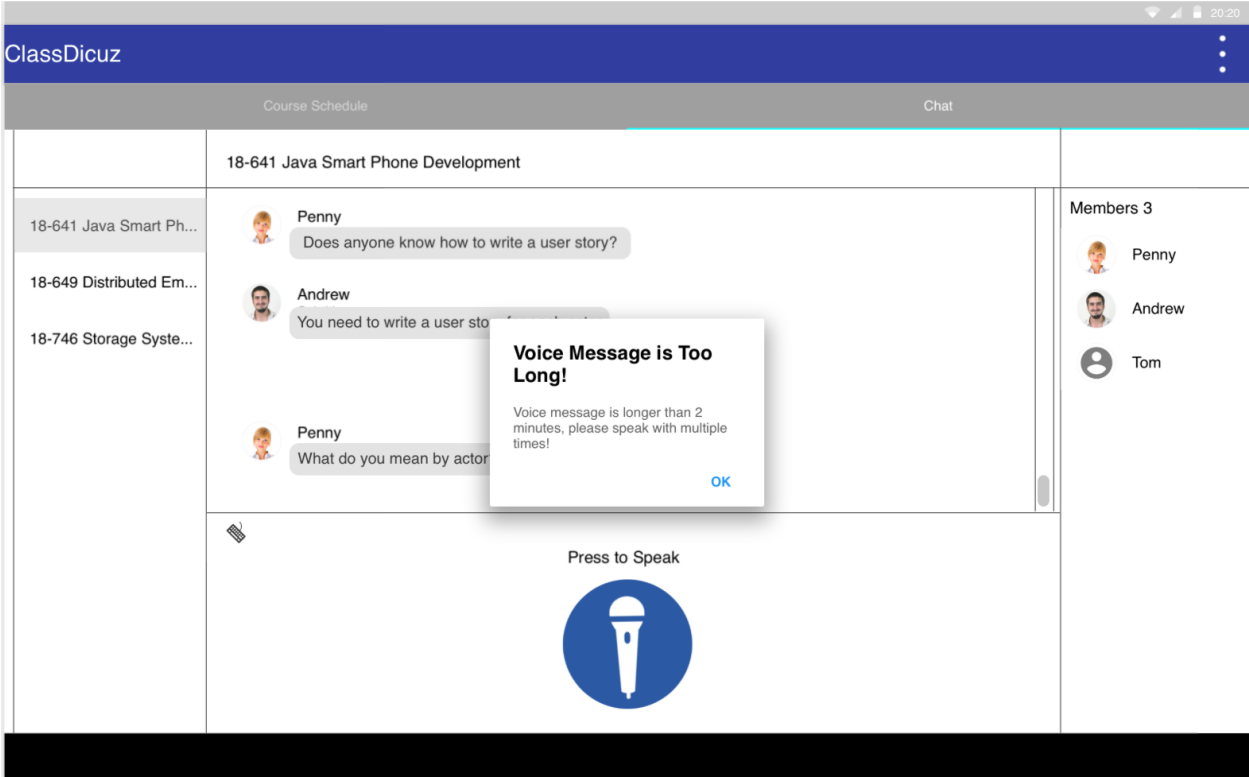 20:20
ClassDicuz
Course Schedule
Chat
18-641 Java Smart Phone Development
18-641 Java Smart Ph...
18-649 Distributed Em...
18-746 Storage Syste...
Penny
Does anyone know how to write a user story?
Andrew
You need to write a user sto
Penny
What do you mean by actor
Voice Message is Too
Long!
Voice message is longer than 2
minutes, please speak with multiple
times!
OK
Members 3
Penny
Andrew
Tom
Press to Speak